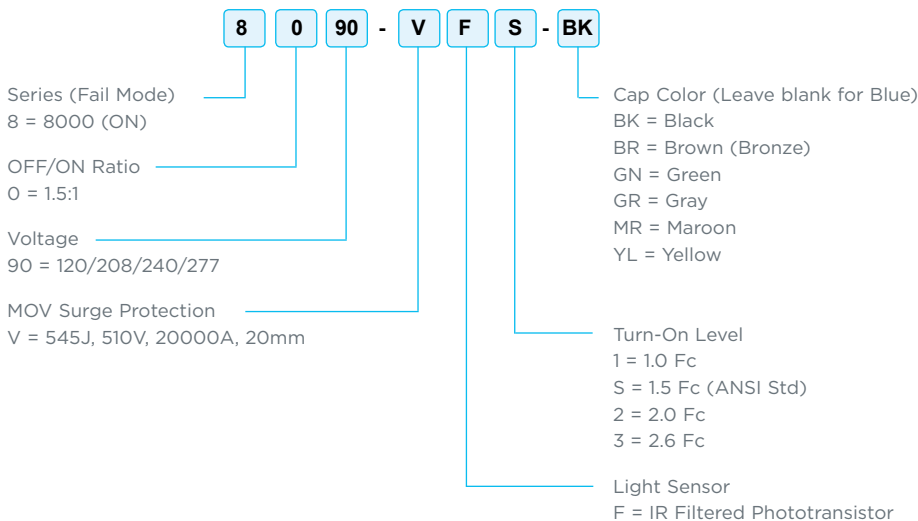 8 0 90 - V F S - BK
Series (Fail Mode)
8 = 8000 (ON)
OFF/ON Ratio
0 = 1.5:1
Voltage
90 = 120/208/240/277
MOV Surge Protection
V = 545J, 510V, 20000A, 20mm
Cap Color (Leave blank for Blue)
BK = Black
BR = Brown (Bronze)
GN = Green
GR = Gray
MR = Maroon
YL = Yellow
Turn-On Level
1 = 1.0 Fc
S = 1.5 Fc (ANSI Std)
2 = 2.0 Fc
3 = 2.6 Fc
Light Sensor
F = IR Filtered Phototransistor